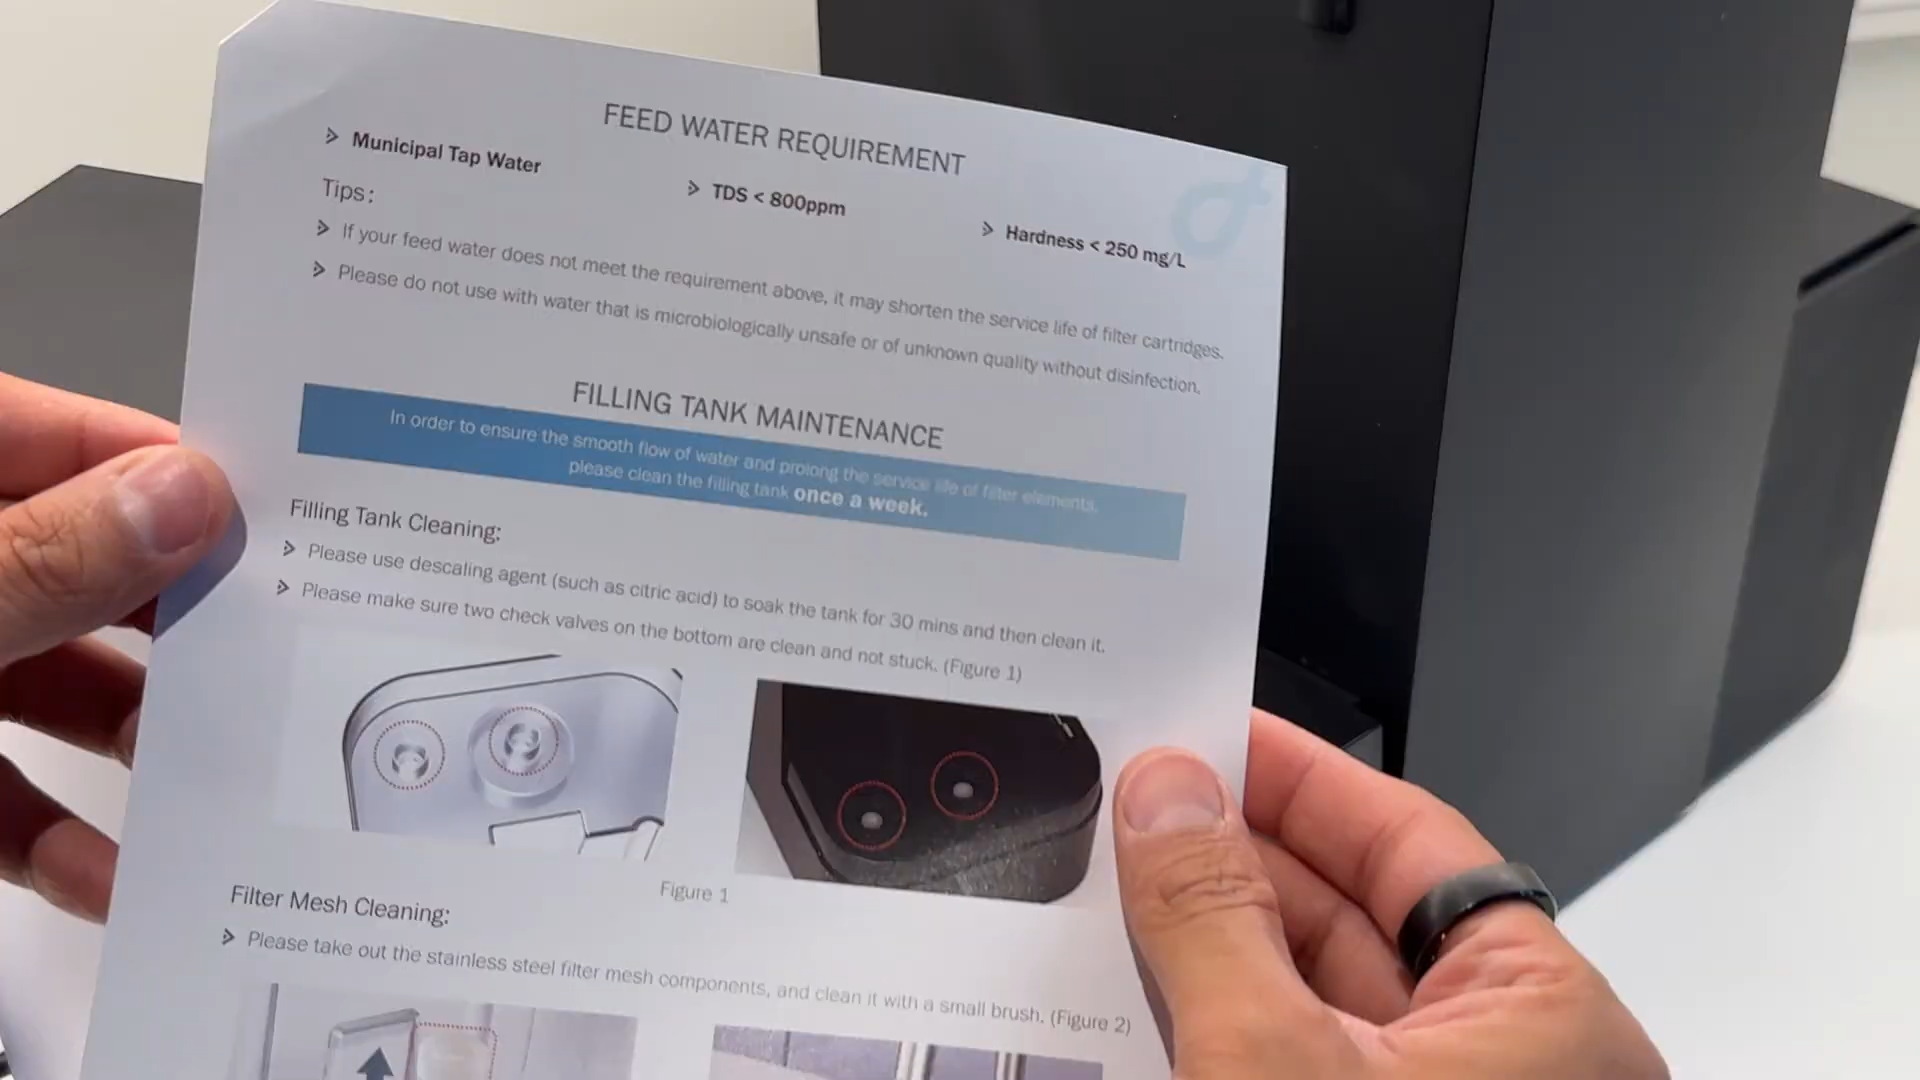 FEED WATER REQUIREMENT
Municipal Tap Water
TDS < 800ppm
Hardness < 250 mg/L
Tips:
If your feed water does not meet the requirement above, it may shorten the service life of filter cartridges.
Please do not use with water that is microbiologically unsafe or of unknown quality without disinfection.
FILLING TANK MAINTENANCE
In order to ensure the smooth flow of water and prolong the service life of filter elements,
please clean the filling tank once a week.
Filling Tank Cleaning:
Please use descaling agent (such as citric acid) to soak the tank for 30 mins and then clean it.
Please make sure two check valves on the bottom are clean and not stuck. (Figure 1)
Figure 1
Filter Mesh Cleaning:
Please take out the stainless steel filter mesh components, and clean it with a small brush. (Figure 2)